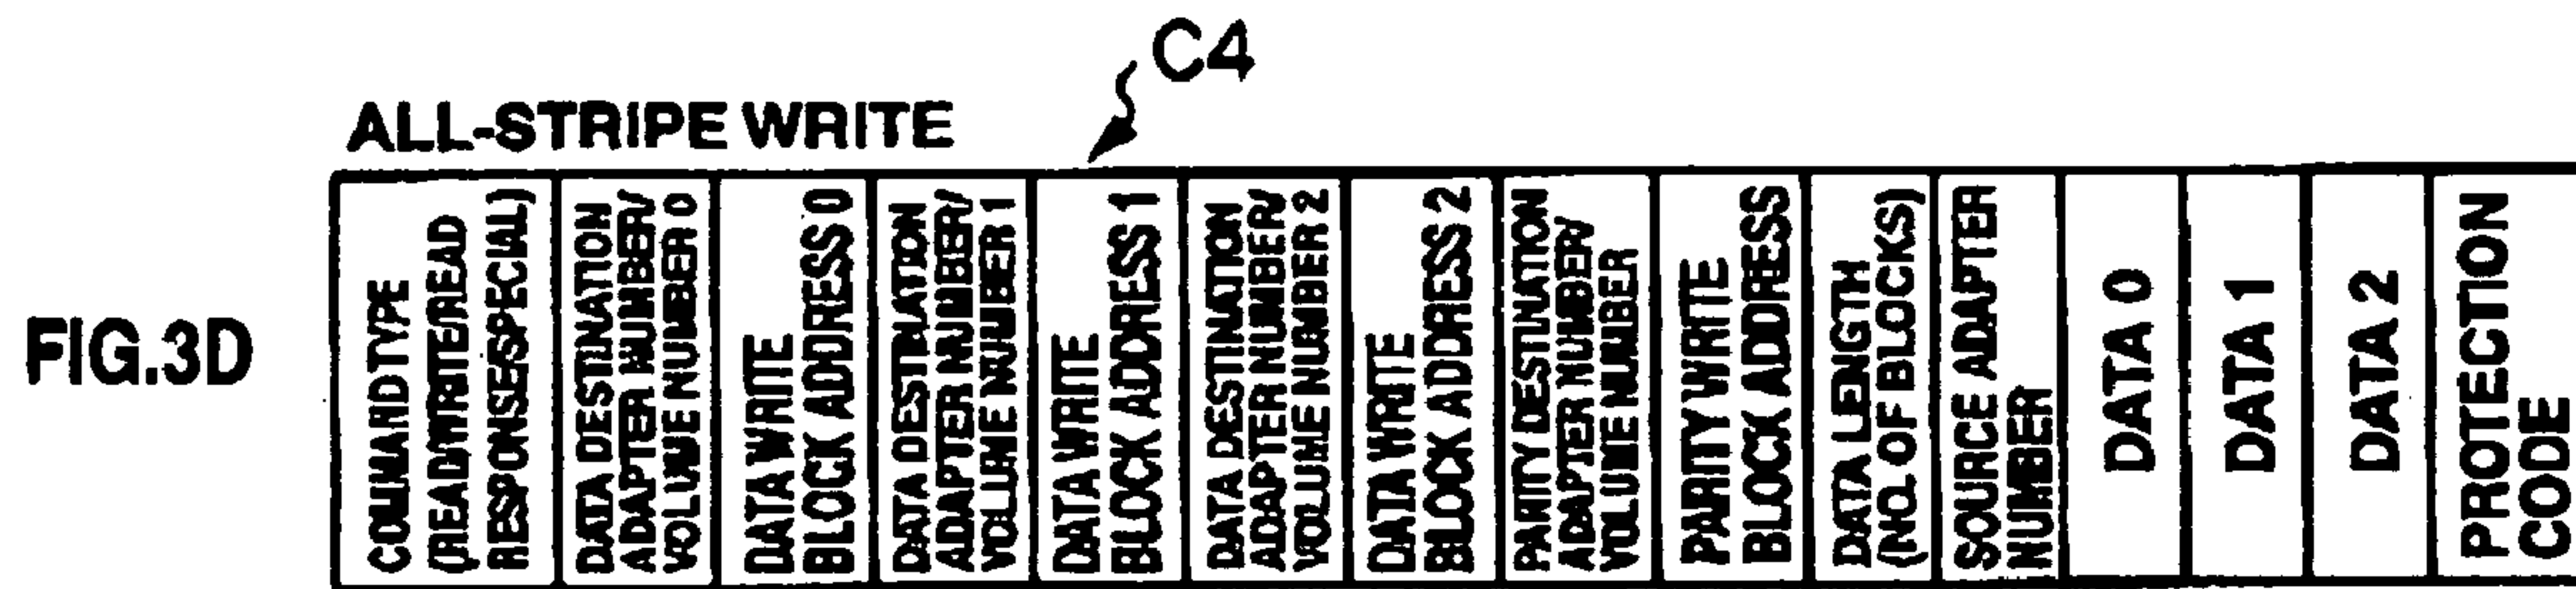 C4
ALL-STRIPE WRITE
FIG.3D
COMMAND TYPE
(READ/WRITE/READ
RESPONSE/SPECIAL)
DATA DESTINATION
ADAPTER NUMBER/
VOLUME NUMBER 0
DATA WRITE
BLOCK ADDRESS 0
DATA DESTINATION
ADAPTER NUMBER/
VOLUME NUMBER 1
DATA WRITE
BLOCK ADDRESS 1
DATA DESTINATION
ADAPTER NUMBER/
VOLUME NUMBER 2
DATA WRITE
BLOCK ADDRESS 2
PARITY DESTINATION
ADAPTER NUMBER/
VOLUME NUMBER
PARITY WRITE
BLOCK ADDRESS
DATA LENGTH
(NO. OF BLOCKS)
SOURCE ADAPTER
NUMBER
DATA 0
DATA 1
DATA 2
PROTECTION
CODE